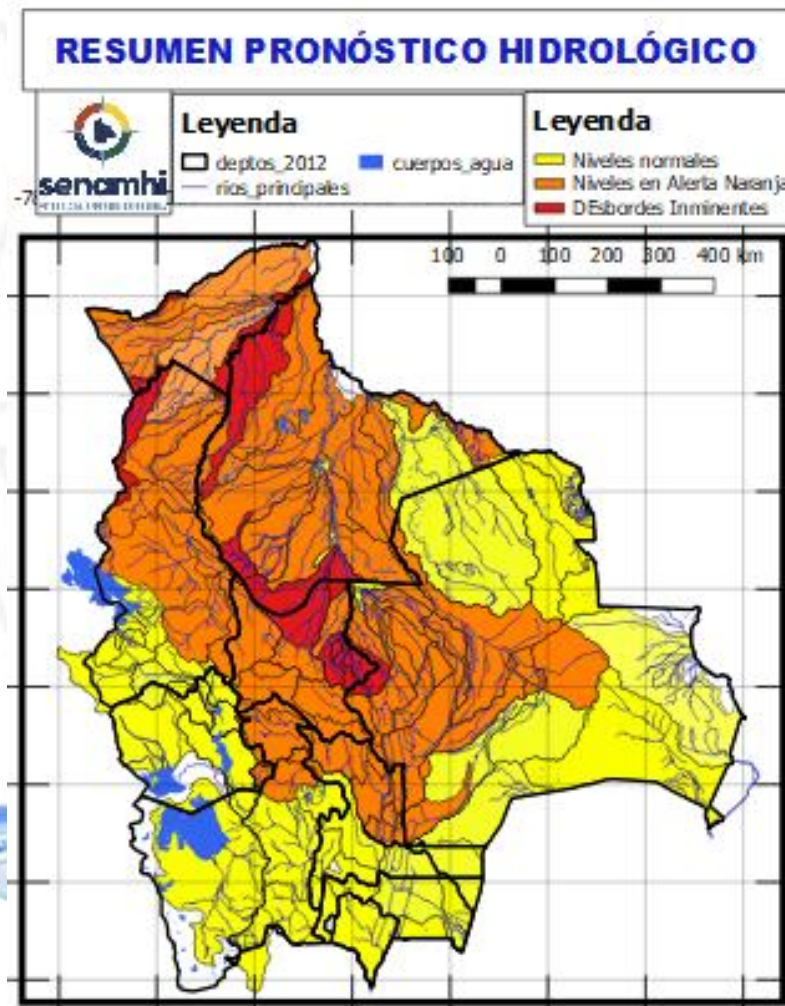 RESUMEN PRONÓSTICO HIDROLÓGICO
senamhi
Leyenda
deptos_2012
cuerpos_agua
rios_principales
Leyenda
Niveles normales
Niveles en Alerta Naranja
DEsbordes Inminentes
100 0 100 200 300 400 km